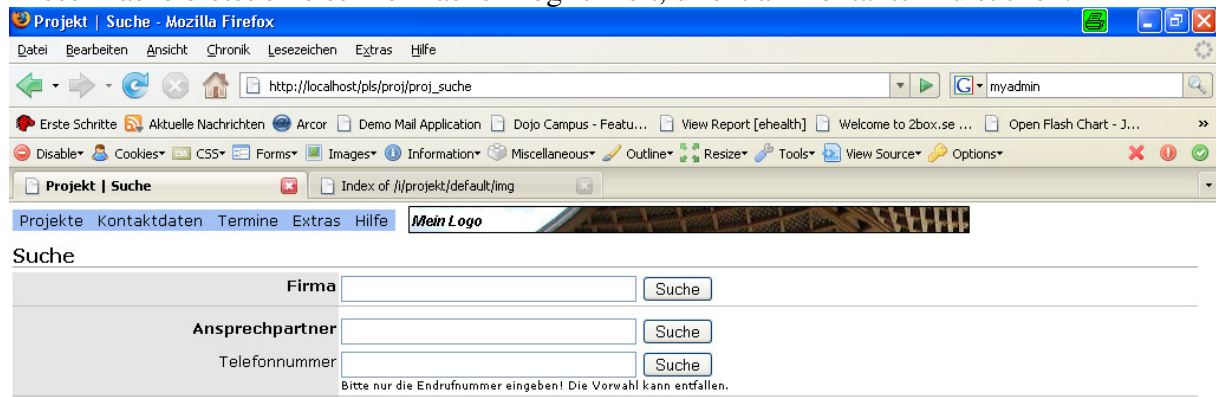 Projekt | Suche - Mozilla Firefox
Datei Bearbeiten Ansicht Chronik Lesezeichen Extras Hilfe
http://localhost/pls/proj/proj_suche myadmin
Erste Schritte Aktuelle Nachrichten Arcor Demo Mail Application Dojo Campus - Featu... View Report [ehealth] Welcome to 2box.se ... Open Flash Chart - J... »
Disable Cookies CSS Forms Images Information Miscellaneous Outline Resize Tools View Source Options
Projekt | Suche Index of /i/projekt/default/img
Projekte Kontaktdaten Termine Extras Hilfe Mein Logo
Suche
Firma Suche
Ansprechpartner Suche
Telefonnummer Suche
Bitte nur die Endrufnummer eingeben! Die Vorwahl kann entfallen.